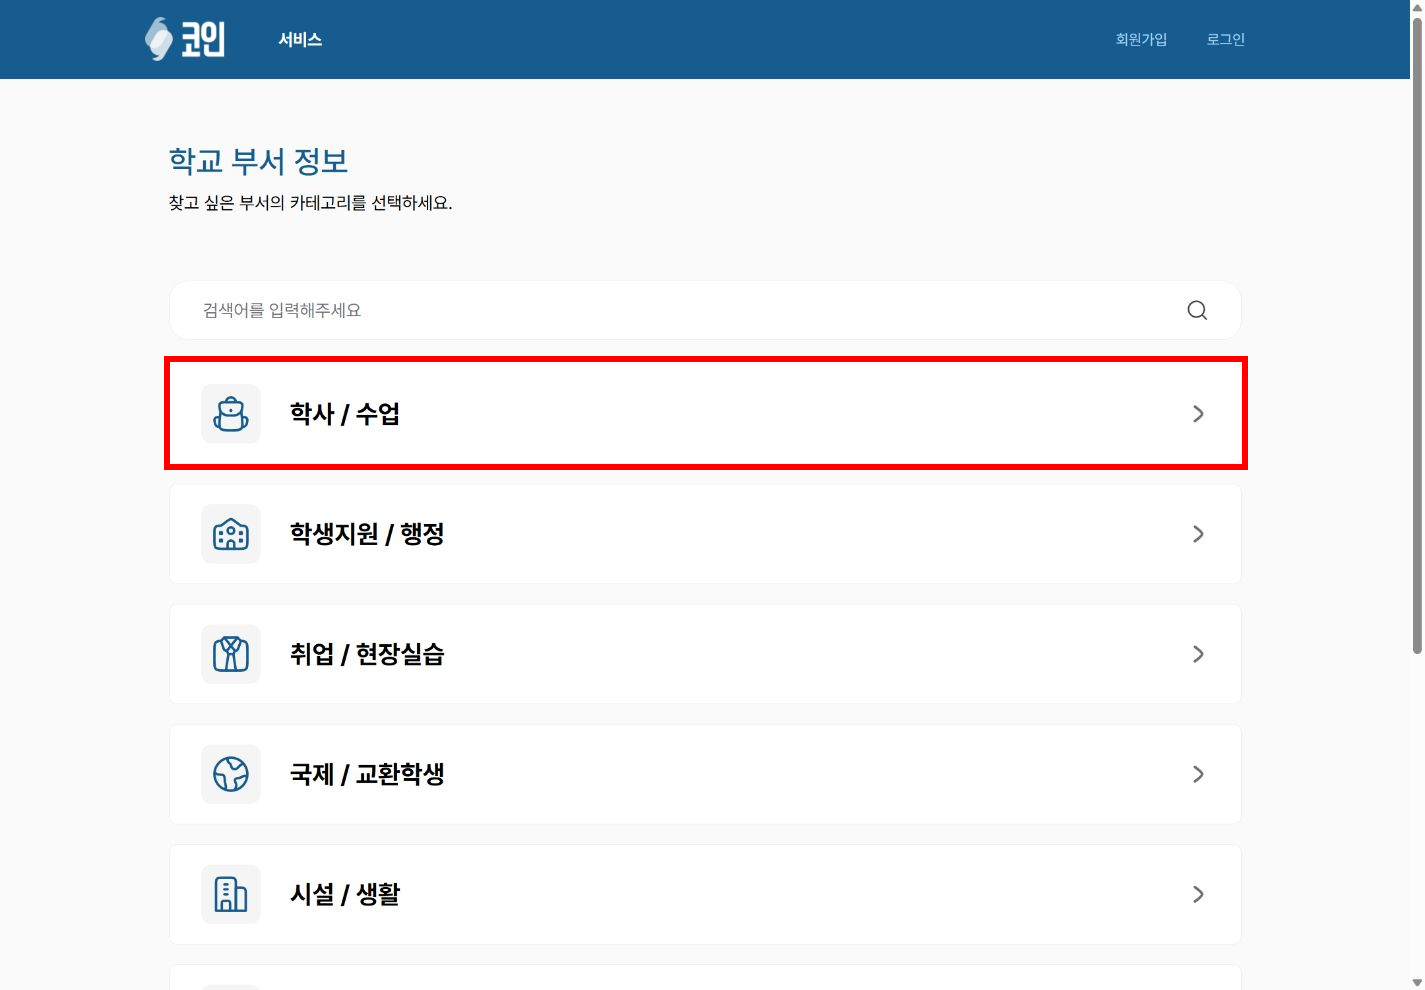 코인
서비스
회원가입
로그인
학교 부서 정보
찾고 싶은 부서의 카테고리를 선택하세요.
검색어를 입력해주세요
학사 / 수업
학생지원 / 행정
취업 / 현장실습
국제 / 교환학생
시설 / 생활